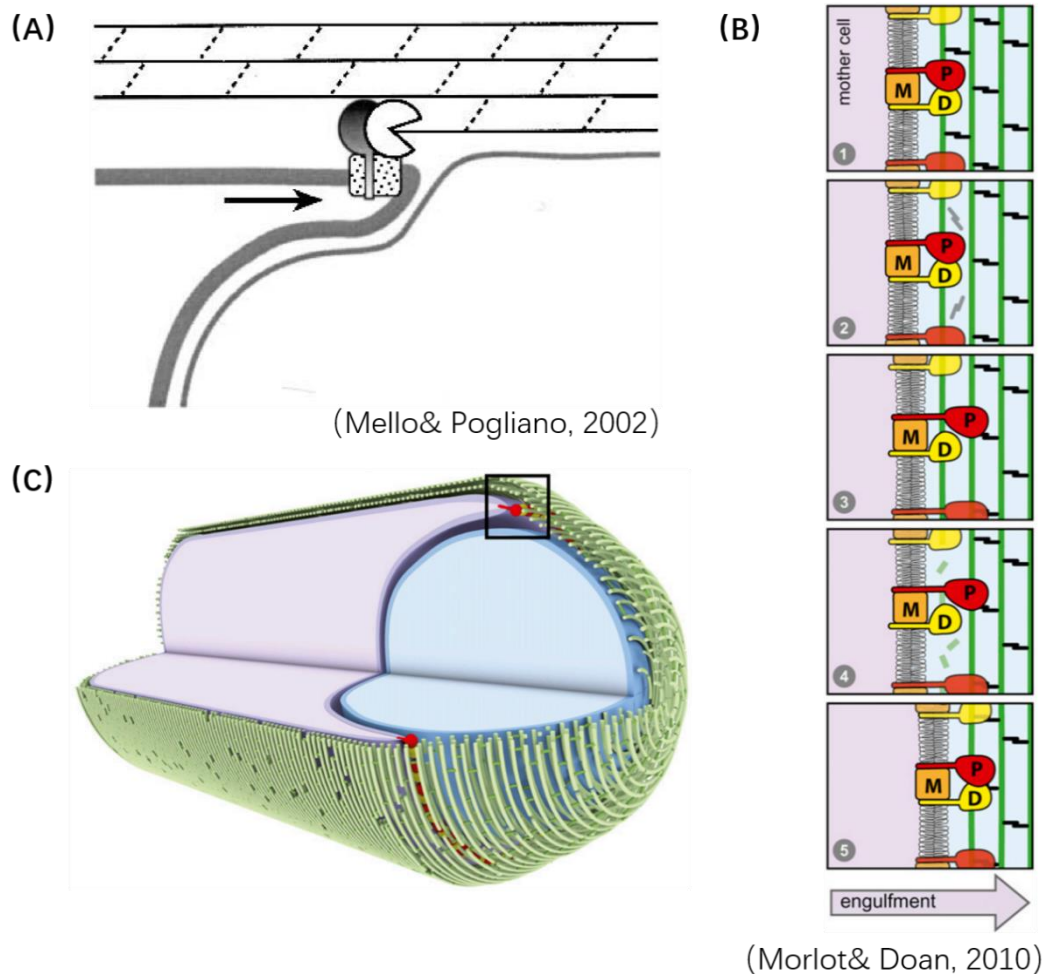 (A)
(Mello& Pogliano, 2002)
(B)
mother cell
P
M
D
1
P
M
D
2
P
M
D
3
P
M
D
4
P
M
D
5
engulfment
(Morlot& Doan, 2010)
(C)